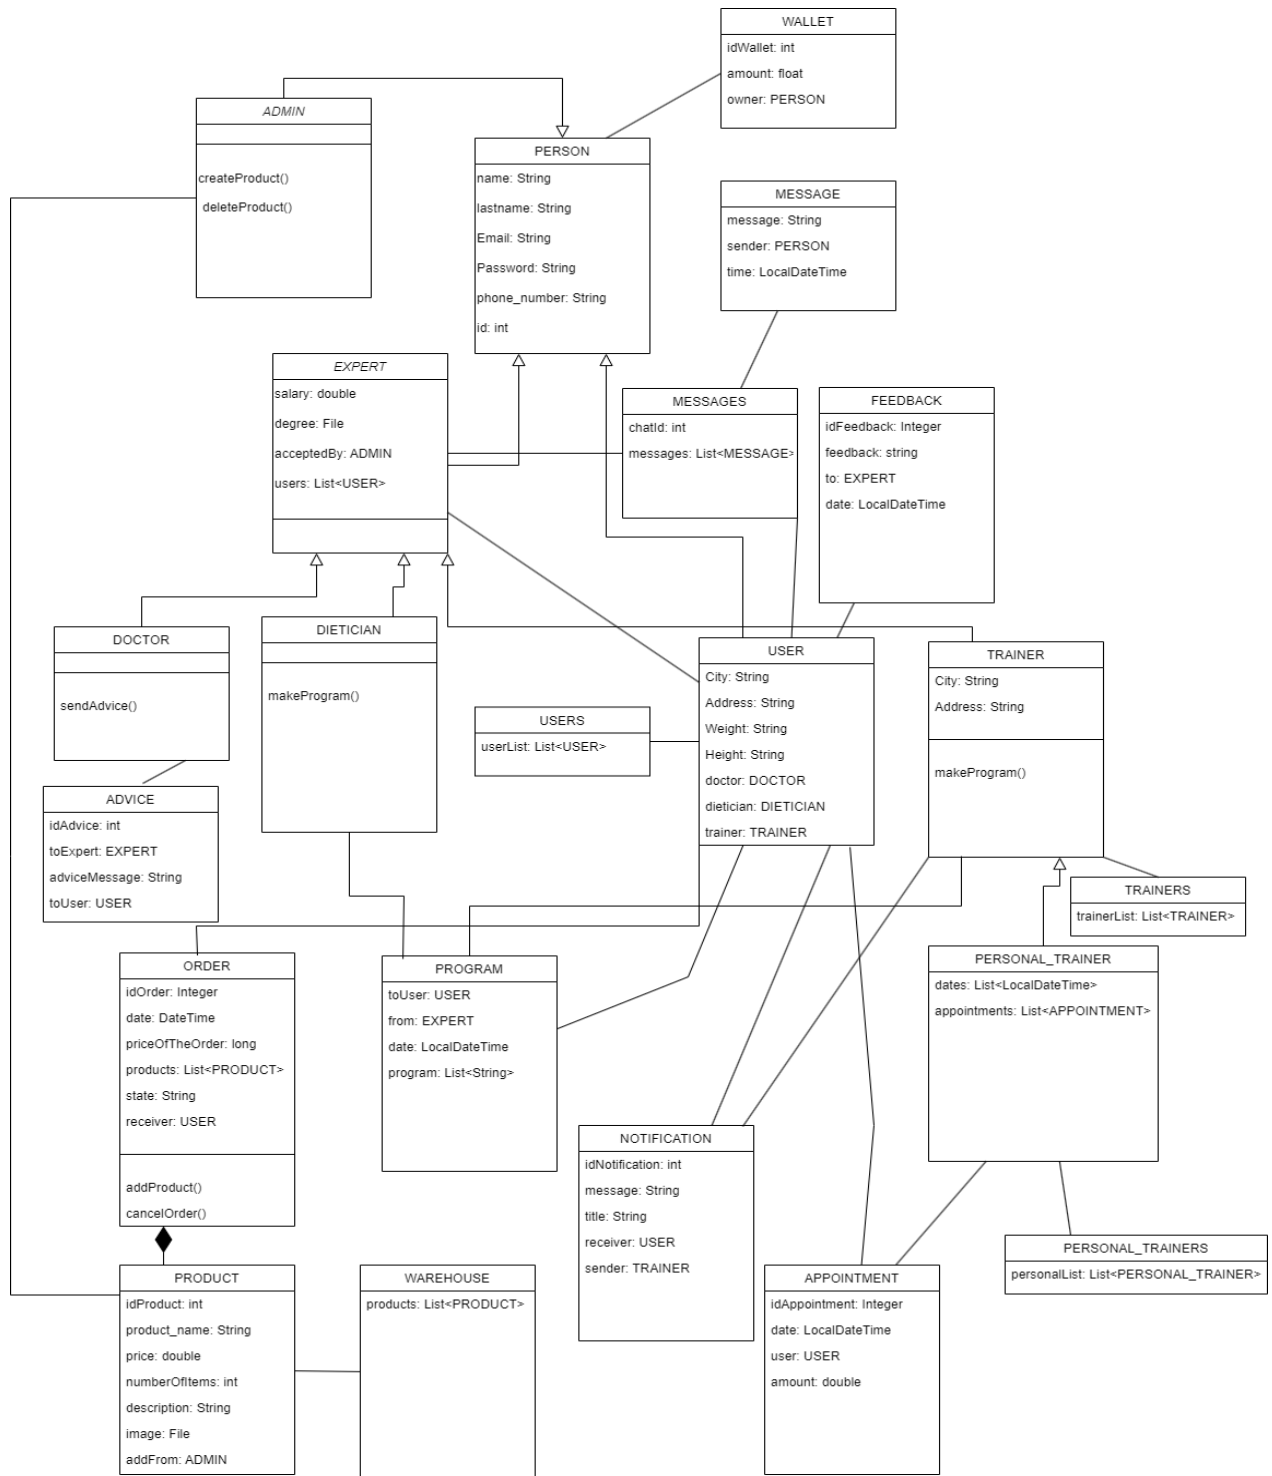 WALLET
idWallet: int
amount: float
owner: PERSON
ADMIN
createProduct()
deleteProduct()
PERSON
name: String
lastname: String
Email: String
Password: String
phone_number: String
id: int
MESSAGE
message: String
sender: PERSON
time: LocalDateTime
EXPERT
salary: double
degree: File
acceptedBy: ADMIN
users: List<USER>
MESSAGES
chatId: int
messages: List<MESSAGE>
FEEDBACK
idFeedback: Integer
feedback: string
to: EXPERT
date: LocalDateTime
DOCTOR
sendAdvice()
DIETICIAN
makeProgram()
USER
City: String
Address: String
Weight: String
Height: String
doctor: DOCTOR
dietician: DIETICIAN
trainer: TRAINER
TRAINER
City: String
Address: String
makeProgram()
USERS
userList: List<USER>
ADVICE
idAdvice: int
toExpert: EXPERT
adviceMessage: String
toUser: USER
TRAINERS
trainerList: List<TRAINER>
ORDER
idOrder: Integer
date: DateTime
priceOfTheOrder: long
products: List<PRODUCT>
state: String
receiver: USER
addProduct()
cancelOrder()
PROGRAM
toUser: USER
from: EXPERT
date: LocalDateTime
program: List<String>
PERSONAL_TRAINER
dates: List<LocalDateTime>
appointments: List<APPOINTMENT>
NOTIFICATION
idNotification: int
message: String
title: String
receiver: USER
sender: TRAINER
PERSONAL_TRAINERS
personalList: List<PERSONAL_TRAINER>
PRODUCT
idProduct: int
product_name: String
price: double
numberOfItems: int
description: String
image: File
addFrom: ADMIN
WAREHOUSE
products: List<PRODUCT>
APPOINTMENT
idAppointment: Integer
date: LocalDateTime
user: USER
amount: double